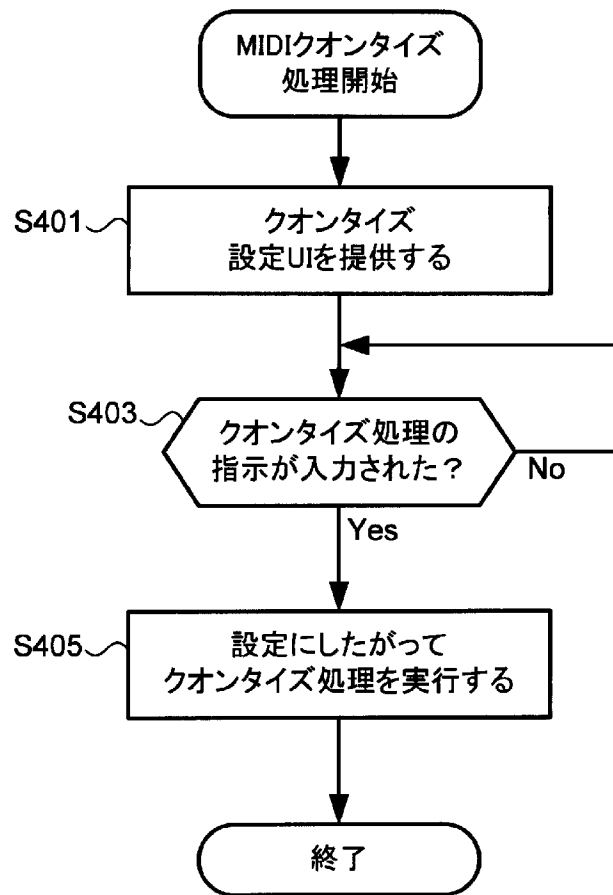 MIDIクオンタイズ
処理開始
S401
クオンタイズ
設定UIを提供する
S403
クオンタイズ処理の
指示が入力された?
No
Yes
S405
設定にしたがって
クオンタイズ処理を実行する
終了